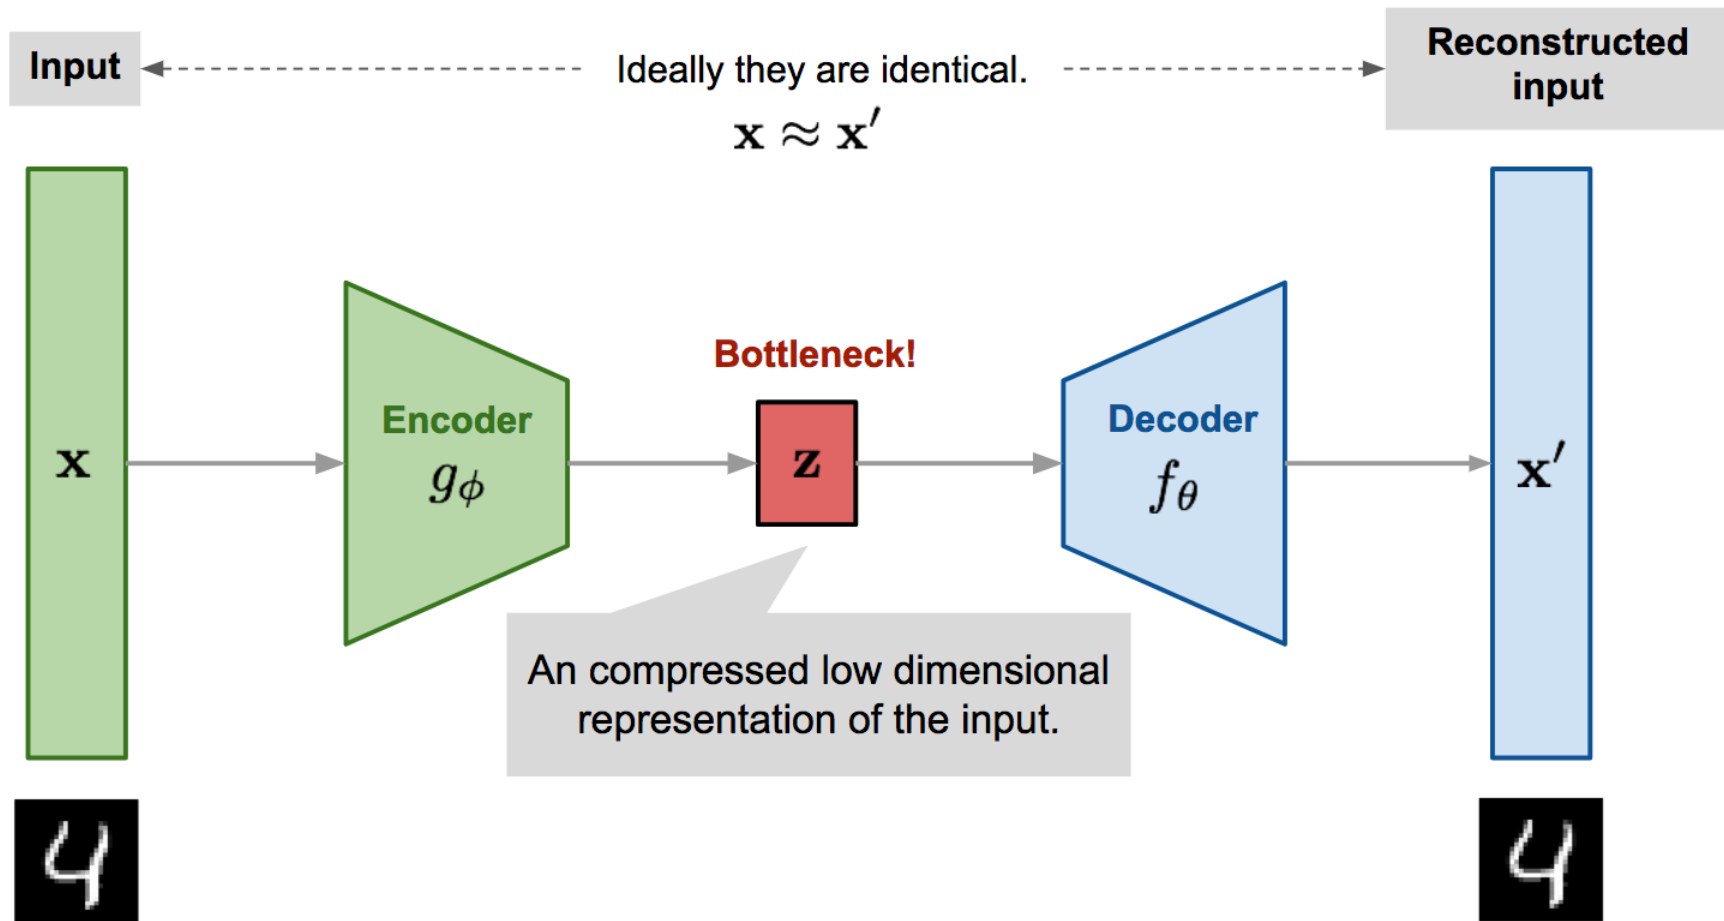 Input
Ideally they are identical.
Reconstructed
input
x ≈ x′
Bottleneck!
Encoder
Decoder
x
gϕ
z
fθ
x′
An compressed low dimensional
representation of the input.
4
4